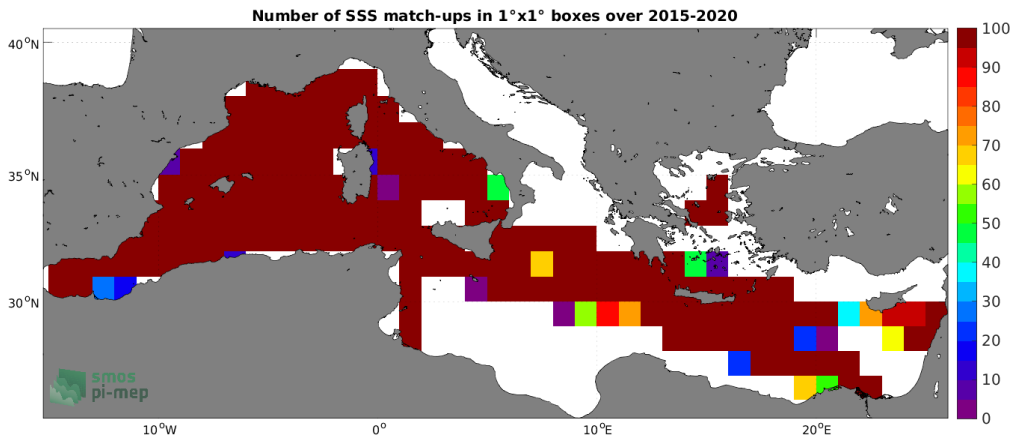 Number of SSS match-ups in 1°x1° boxes over 2015-2020
40°N
35°N
30°N
10°W
0°
10°E
20°E
100
90
80
70
60
50
40
30
20
10
0
smos
pi-mep